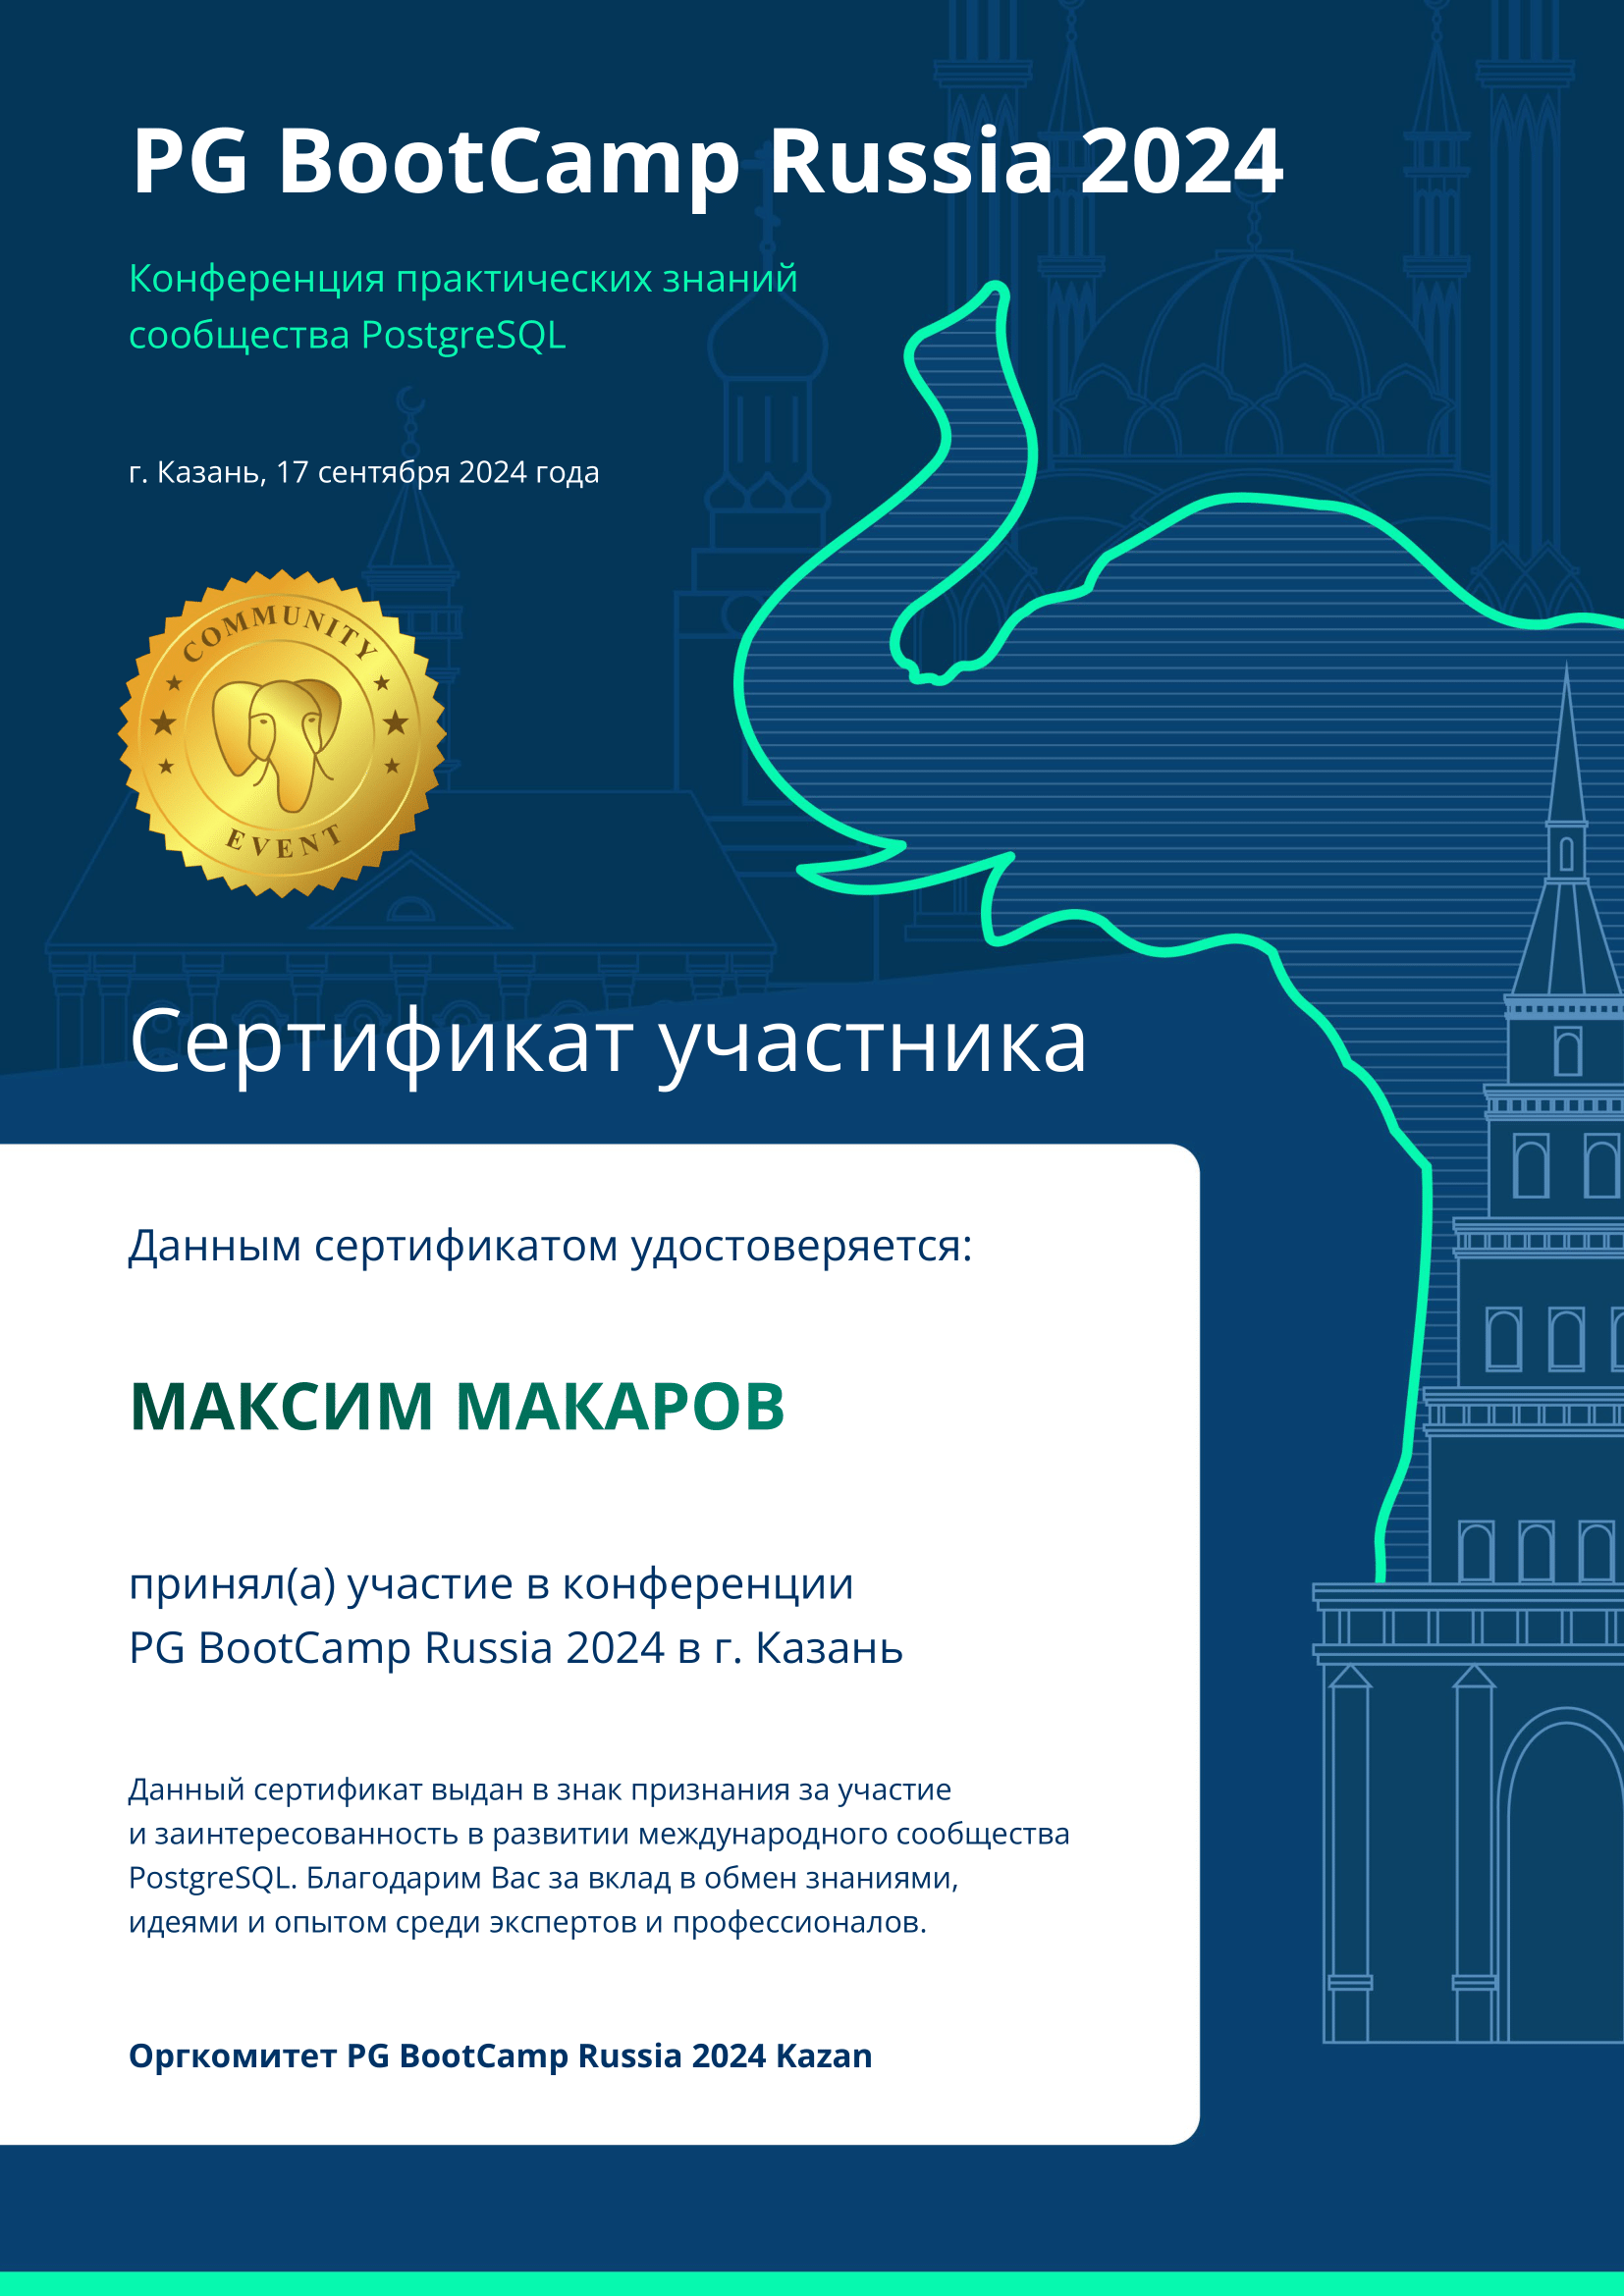 PG BootCamp Russia 2024
Конференция практических знаний
сообщества PostgreSQL
г. Казань, 17 сентября 2024 года
COMMUNITY
EVENT
Сертификат участника
Данным сертификатом удостоверяется:
МАКСИМ МАКАРОВ
принял(а) участие в конференции
PG BootCamp Russia 2024 в г. Казань
Данный сертификат выдан в знак признания за участие
и заинтересованность в развитии международного сообщества
PostgreSQL. Благодарим Вас за вклад в обмен знаниями,
идеями и опытом среди экспертов и профессионалов.
Оргкомитет PG BootCamp Russia 2024 Kazan